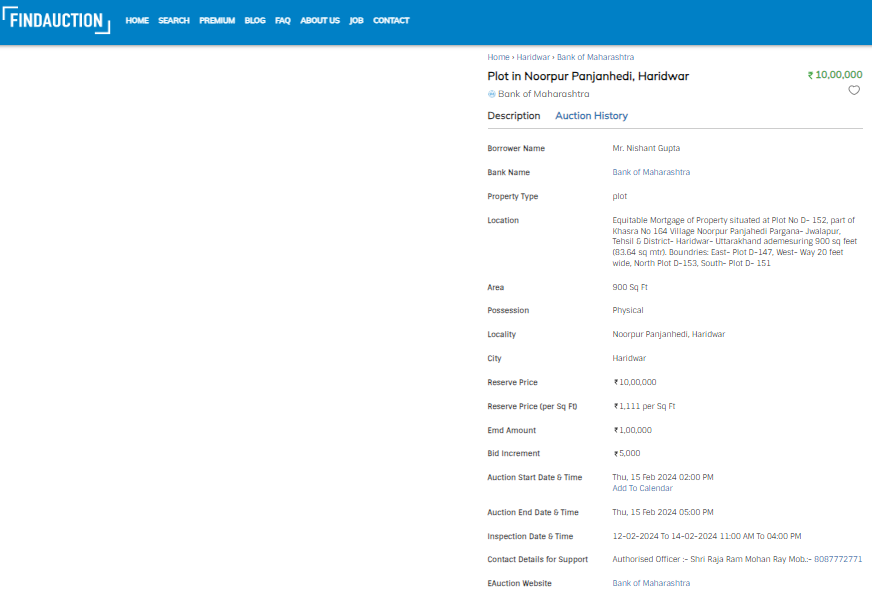 FINDAUCTION
HOME SEARCH PREMIUM BLOG FAQ ABOUT US JOB CONTACT
Home › Haridwar › Bank of Maharashtra
Plot in Noorpur Panjanhedi, Haridwar
₹ 10,00,000
Bank of Maharashtra
Description Auction History
Borrower Name Mr. Nishant Gupta
Bank Name Bank of Maharashtra
Property Type plot
Location Equitable Mortgage of Property situated at Plot No D- 152, part of
Khasra No 164 Village Noorpur Panjahedi Pargana- Jwalapur,
Tehsil & District- Haridwar- Uttarakhand ademesuring 900 sq feet
(83.64 sq mtr). Boundries: East- Plot D-147, West- Way 20 feet
wide, North Plot D-153, South- Plot D- 151
Area 900 Sq Ft
Possession Physical
Locality Noorpur Panjanhedi, Haridwar
City Haridwar
Reserve Price ₹10,00,000
Reserve Price (per Sq Ft) ₹1,111 per Sq Ft
Emd Amount ₹1,00,000
Bid Increment ₹5,000
Auction Start Date & Time Thu, 15 Feb 2024 02:00 PM
Add To Calendar
Auction End Date & Time Thu, 15 Feb 2024 05:00 PM
Inspection Date & Time 12-02-2024 To 14-02-2024 11:00 AM To 04:00 PM
Contact Details for Support Authorised Officer :- Shri Raja Ram Mohan Ray Mob.:- 8087772771
EAuction Website Bank of Maharashtra